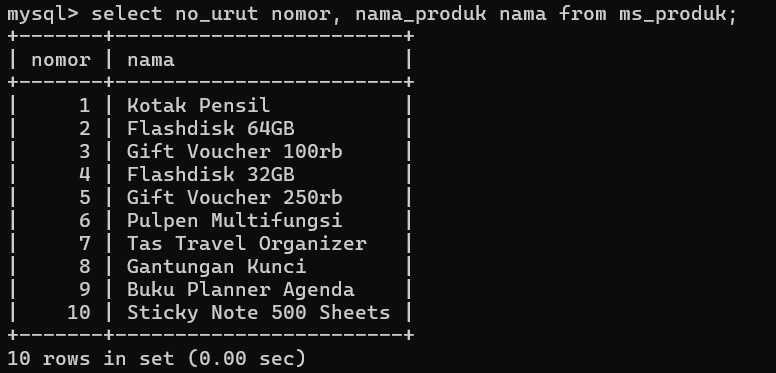 mysql> select no_urut nomor, nama_produk nama from ms_produk;
+-------+------------------------+
| nomor | nama                   |
+-------+------------------------+
|     1 | Kotak Pensil           |
|     2 | Flashdisk 64GB         |
|     3 | Gift Voucher 100rb     |
|     4 | Flashdisk 32GB         |
|     5 | Gift Voucher 250rb     |
|     6 | Pulpen Multifungsi     |
|     7 | Tas Travel Organizer   |
|     8 | Gantungan Kunci        |
|     9 | Buku Planner Agenda    |
|    10 | Sticky Note 500 Sheets |
+-------+------------------------+
10 rows in set (0.00 sec)